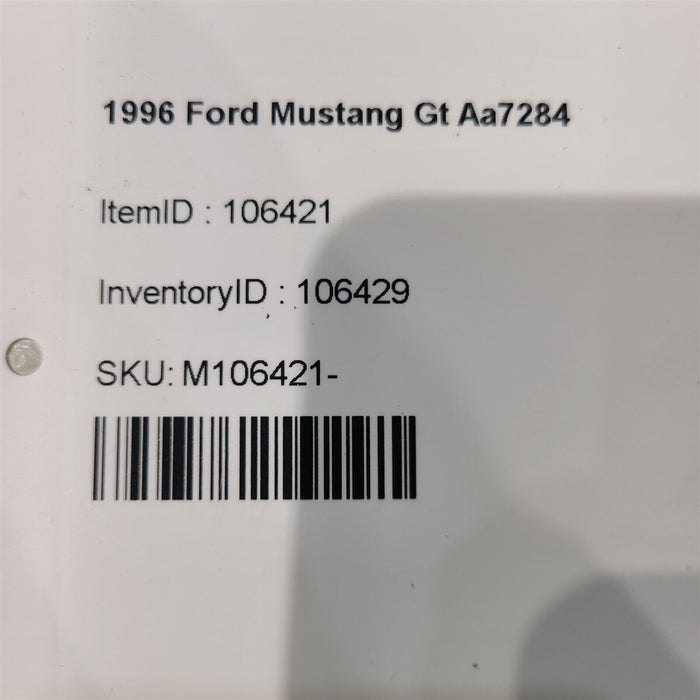 1996 Ford Mustang Gt Aa7284
ItemID : 106421
InventoryID : 106429
SKU: M106421-